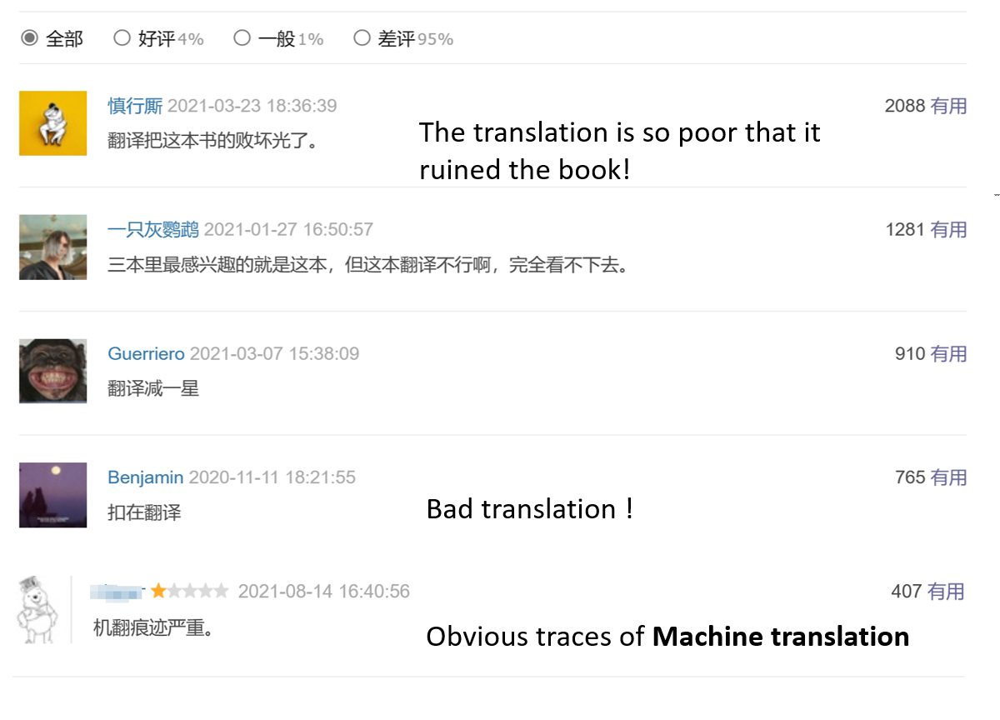 全部 好评 4% 一般 1% 差评 95%
慎行厮 2021-03-23 18:36:39 2088 有用
翻译把这本书的败坏光了。
The translation is so poor that it
ruined the book!
一只灰鹦鹉 2021-01-27 16:50:57 1281 有用
三本里最感兴趣的就是这本，但这本翻译不行啊，完全看不下去。
Guerriero 2021-03-07 15:38:09 910 有用
翻译减一星
Benjamin 2020-11-11 18:21:55 765 有用
扣在翻译
Bad translation !
2021-08-14 16:40:56 407 有用
机翻痕迹严重。
Obvious traces of Machine translation